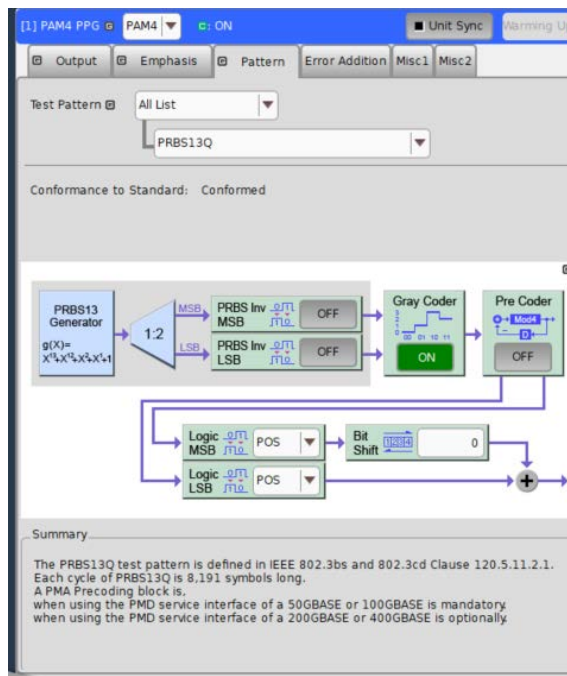 [1] PAM4 PPG G PAM4 C: ON Unit Sync Warming U
G Output G Emphasis G Pattern Error Addition Misc1 Misc2
Test Pattern G All List
PRBS13Q
Conformance to Standard: Conformed
PRBS13
Generator
g(X)=
X¹³+X¹²+X²+X¹+1
1:2
MSB
LSB
PRBS Inv
MSB
OFF
PRBS Inv
LSB
OFF
Gray Coder
3
2
1
0
00 01 10 11
ON
Pre Coder
Mod4
D
OFF
Logic
MSB
POS
Bit
Shift
1234
0
Logic
LSB
POS
+
Summary
The PRBS13Q test pattern is defined in IEEE 802.3bs and 802.3cd Clause 120.5.11.2.1.
Each cycle of PRBS13Q is 8,191 symbols long.
A PMA Precoding block is,
when using the PMD service interface of a 50GBASE or 100GBASE is mandatory.
when using the PMD service interface of a 200GBASE or 400GBASE is optionally.